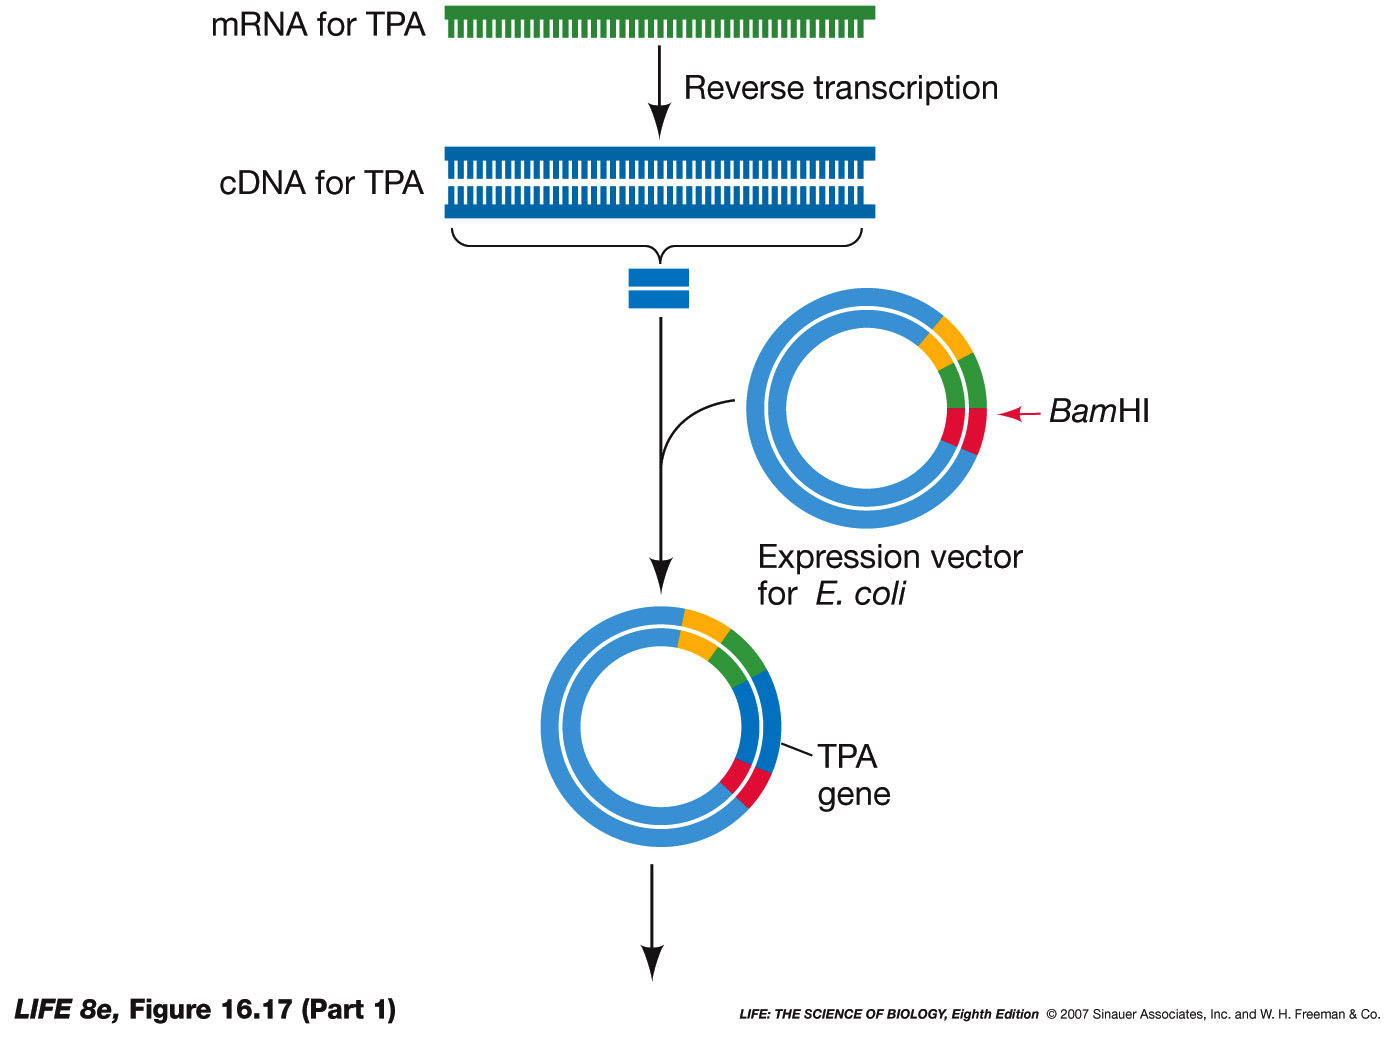 mRNA for TPA
Reverse transcription
cDNA for TPA
BamHI
Expression vector
for E. coli
TPA
gene
LIFE 8e, Figure 16.17 (Part 1)
LIFE: THE SCIENCE OF BIOLOGY, Eighth Edition © 2007 Sinauer Associates, Inc. and W. H. Freeman & Co.